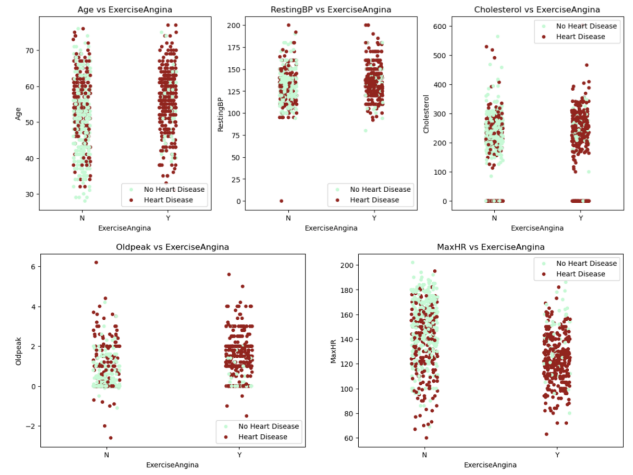 Age vs ExerciseAngina
Age
70
60
50
40
30
No Heart Disease
Heart Disease
N
Y
ExerciseAngina
RestingBP vs ExerciseAngina
RestingBP
200
175
150
125
100
75
50
25
0
No Heart Disease
Heart Disease
N
Y
ExerciseAngina
Cholesterol vs ExerciseAngina
Cholesterol
600
500
400
300
200
100
0
No Heart Disease
Heart Disease
N
Y
ExerciseAngina
Oldpeak vs ExerciseAngina
Oldpeak
6
4
2
0
−2
No Heart Disease
Heart Disease
N
Y
ExerciseAngina
MaxHR vs ExerciseAngina
MaxHR
200
180
160
140
120
100
80
60
No Heart Disease
Heart Disease
N
Y
ExerciseAngina